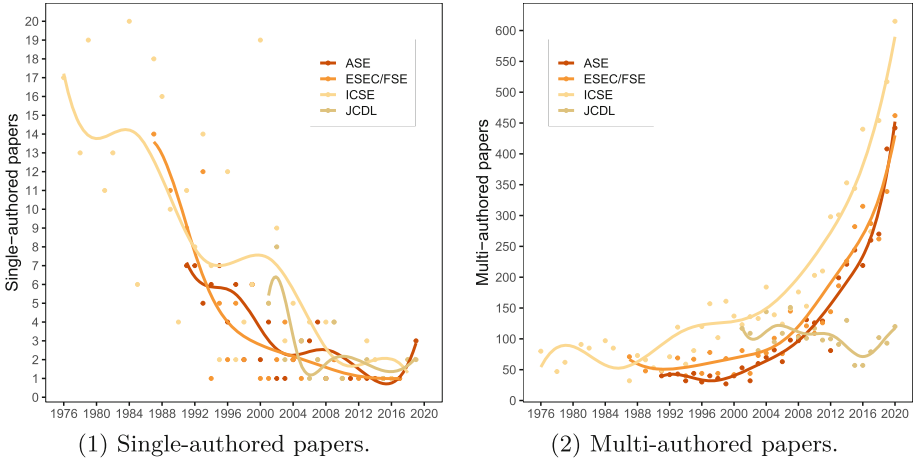 Single−authored papers
20
19
18
17
16
15
14
13
12
11
10
9
8
7
6
5
4
3
2
1
0
1976 1980 1984 1988 1992 1996 2000 2004 2008 2012 2016 2020
ASE
ESEC/FSE
ICSE
JCDL
(1) Single-authored papers.
Multi−authored papers
600
550
500
450
400
350
300
250
200
150
100
50
0
1976 1980 1984 1988 1992 1996 2000 2004 2008 2012 2016 2020
ASE
ESEC/FSE
ICSE
JCDL
(2) Multi-authored papers.